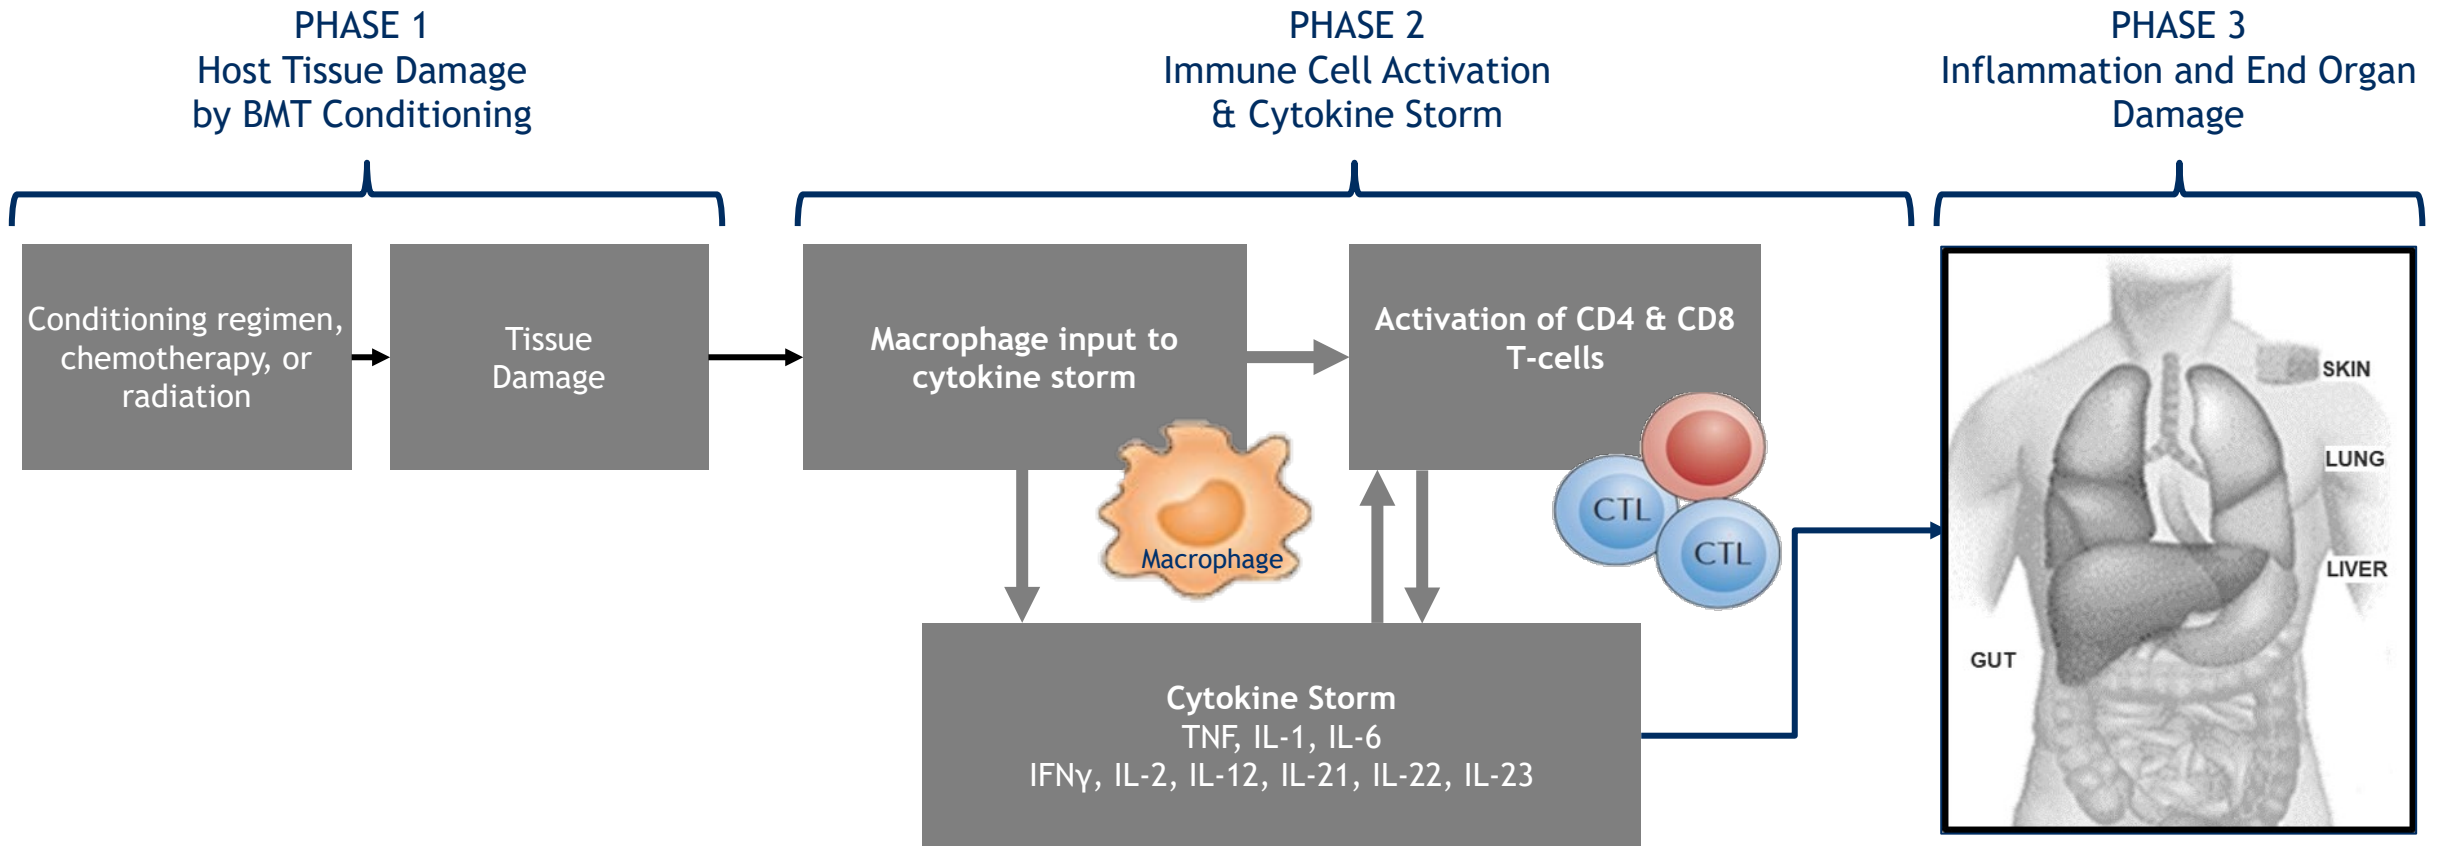 PHASE 1
Host Tissue Damage
by BMT Conditioning
PHASE 2
Immune Cell Activation
& Cytokine Storm
PHASE 3
Inflammation and End Organ
Damage
Conditioning regimen,
chemotherapy, or
radiation
Tissue
Damage
Macrophage input to
cytokine storm
Macrophage
Activation of CD4 & CD8
T-cells
CTL
CTL
Cytokine Storm
TNF, IL-1, IL-6
IFNγ, IL-2, IL-12, IL-21, IL-22, IL-23
SKIN
LUNG
LIVER
GUT